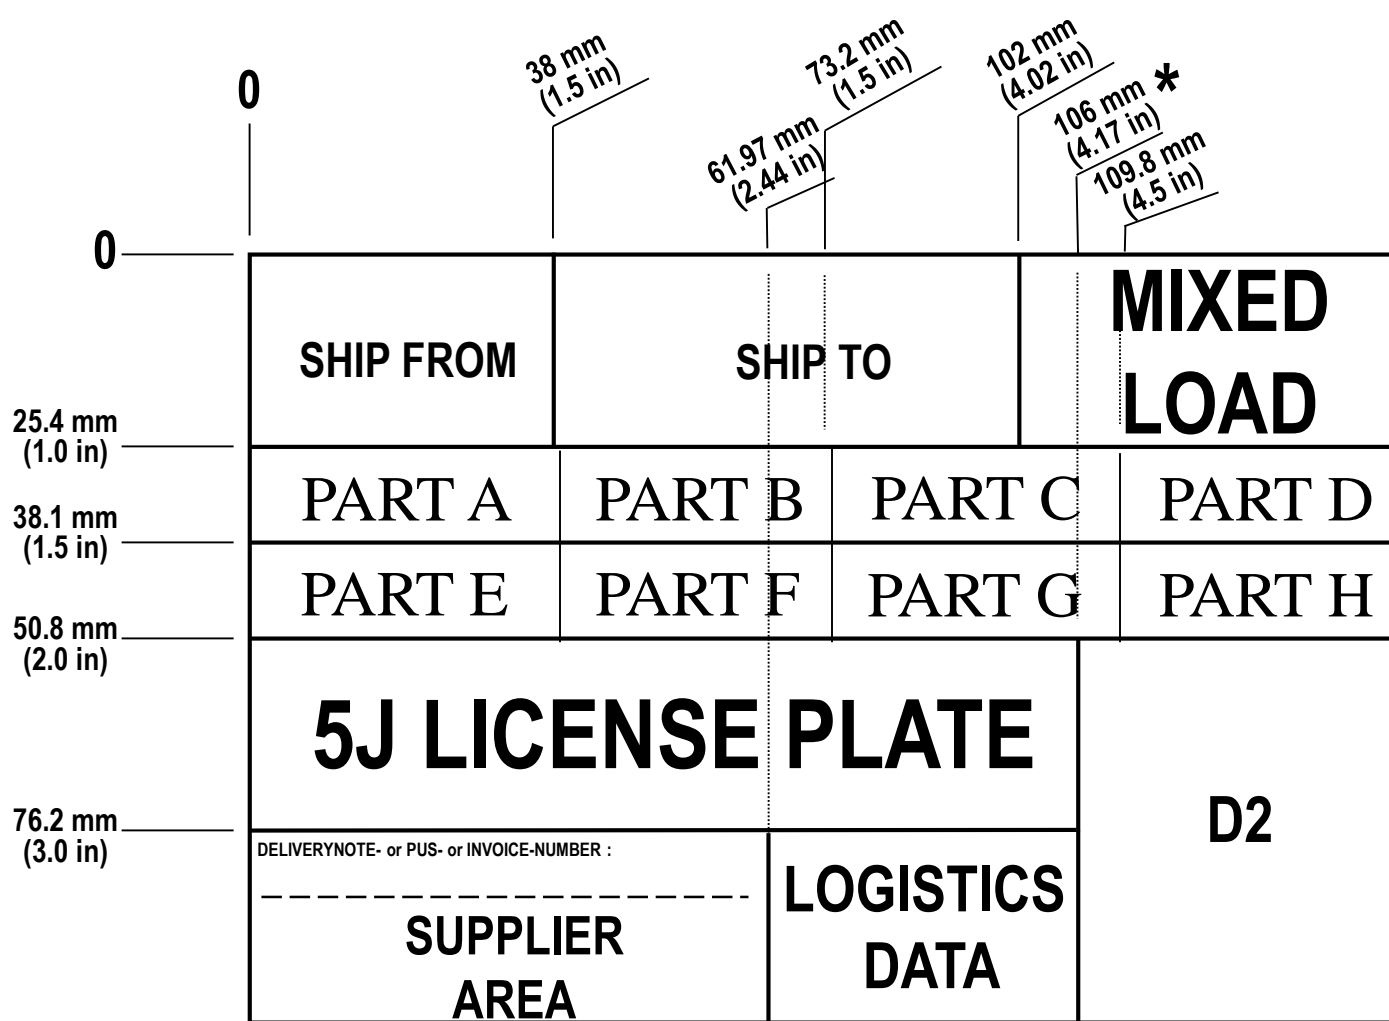 0
38 mm
(1.5 in)
61.97 mm
(2.44 in)
73.2 mm
(1.5 in)
102 mm
(4.02 in)
106 mm *
(4.17 in)
109.8 mm
(4.5 in)
0
SHIP FROM
SHIP TO
MIXED
LOAD
25.4 mm
(1.0 in)
PART A PART B PART C PART D
38.1 mm
(1.5 in)
PART E PART F PART G PART H
50.8 mm
(2.0 in)
5J LICENSE PLATE
D2
76.2 mm
(3.0 in)
DELIVERYNOTE- or PUS- or INVOICE-NUMBER :
SUPPLIER
AREA
LOGISTICS
DATA